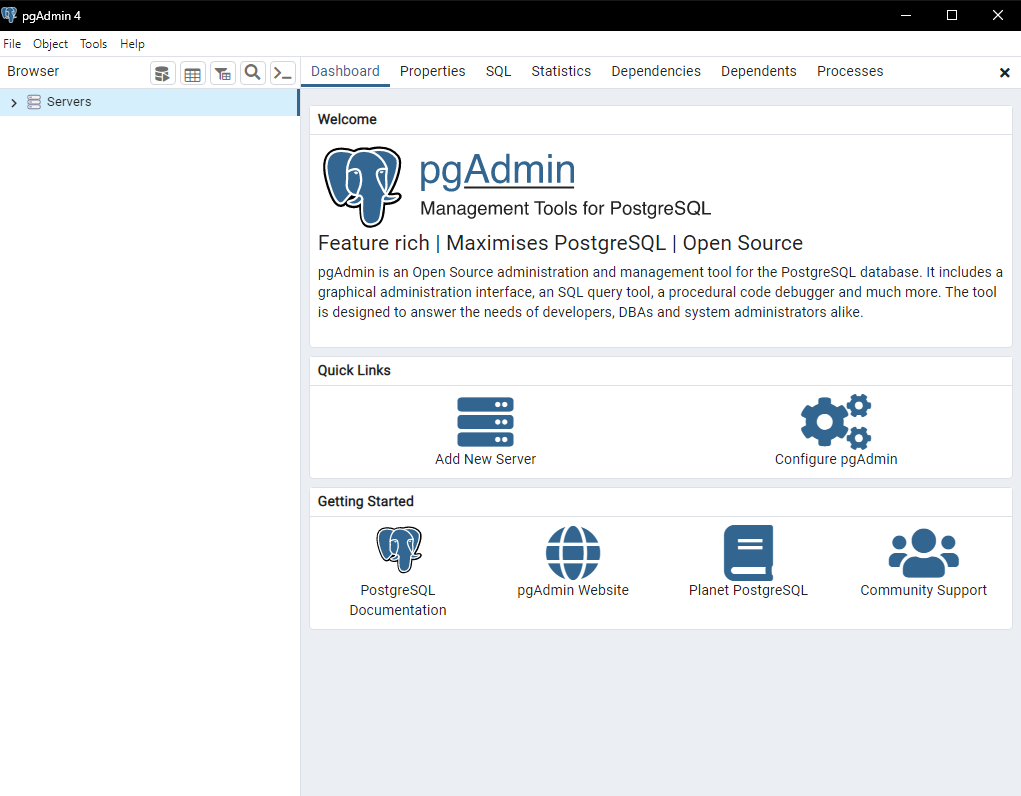 pgAdmin 4
File Object Tools Help
Browser
Dashboard Properties SQL Statistics Dependencies Dependents Processes
Servers
Welcome
pgAdmin
Management Tools for PostgreSQL
Feature rich | Maximises PostgreSQL | Open Source
pgAdmin is an Open Source administration and management tool for the PostgreSQL database. It includes a
graphical administration interface, an SQL query tool, a procedural code debugger and much more. The tool
is designed to answer the needs of developers, DBAs and system administrators alike.
Quick Links
Add New Server
Configure pgAdmin
Getting Started
PostgreSQL
Documentation
pgAdmin Website
Planet PostgreSQL
Community Support